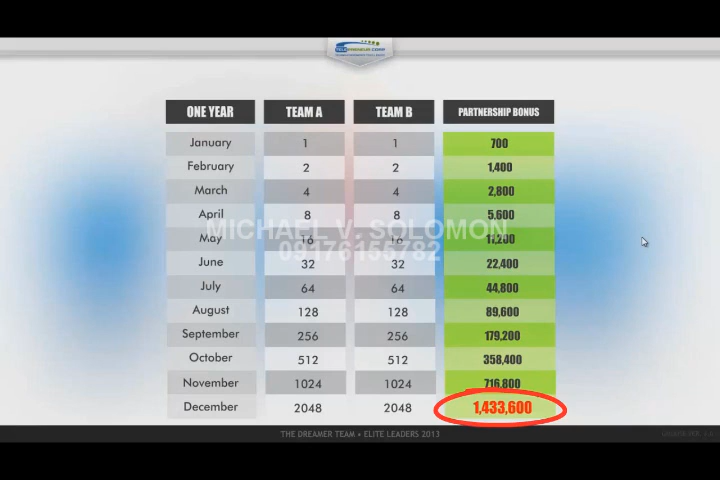 ONE YEAR TEAM A TEAM B PARTNERSHIP BONUS
January 1 1 700
February 2 2 1,400
March 4 4 2,800
April 8 8 5,600
MICHAEL V. SOLOMON
May 16 16 11,200
09176155782
June 32 32 22,400
July 64 64 44,800
August 128 128 89,600
September 256 256 179,200
October 512 512 358,400
November 1024 1024 716,800
December 2048 2048 1,433,600
THE DREAMER TEAM • ELITE LEADERS 2013